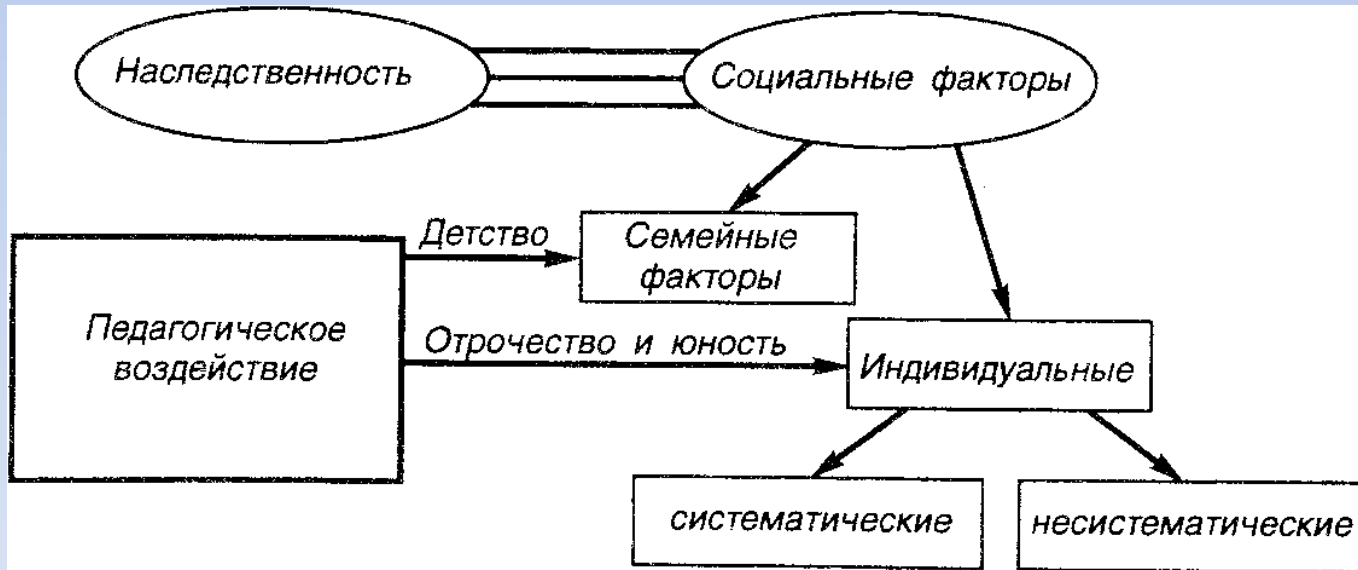 Наследственность
Социальные факторы
Детство
Семейные
факторы
Педагогическое
воздействие
Отрочество и юность
Индивидуальные
систематические
несистематические